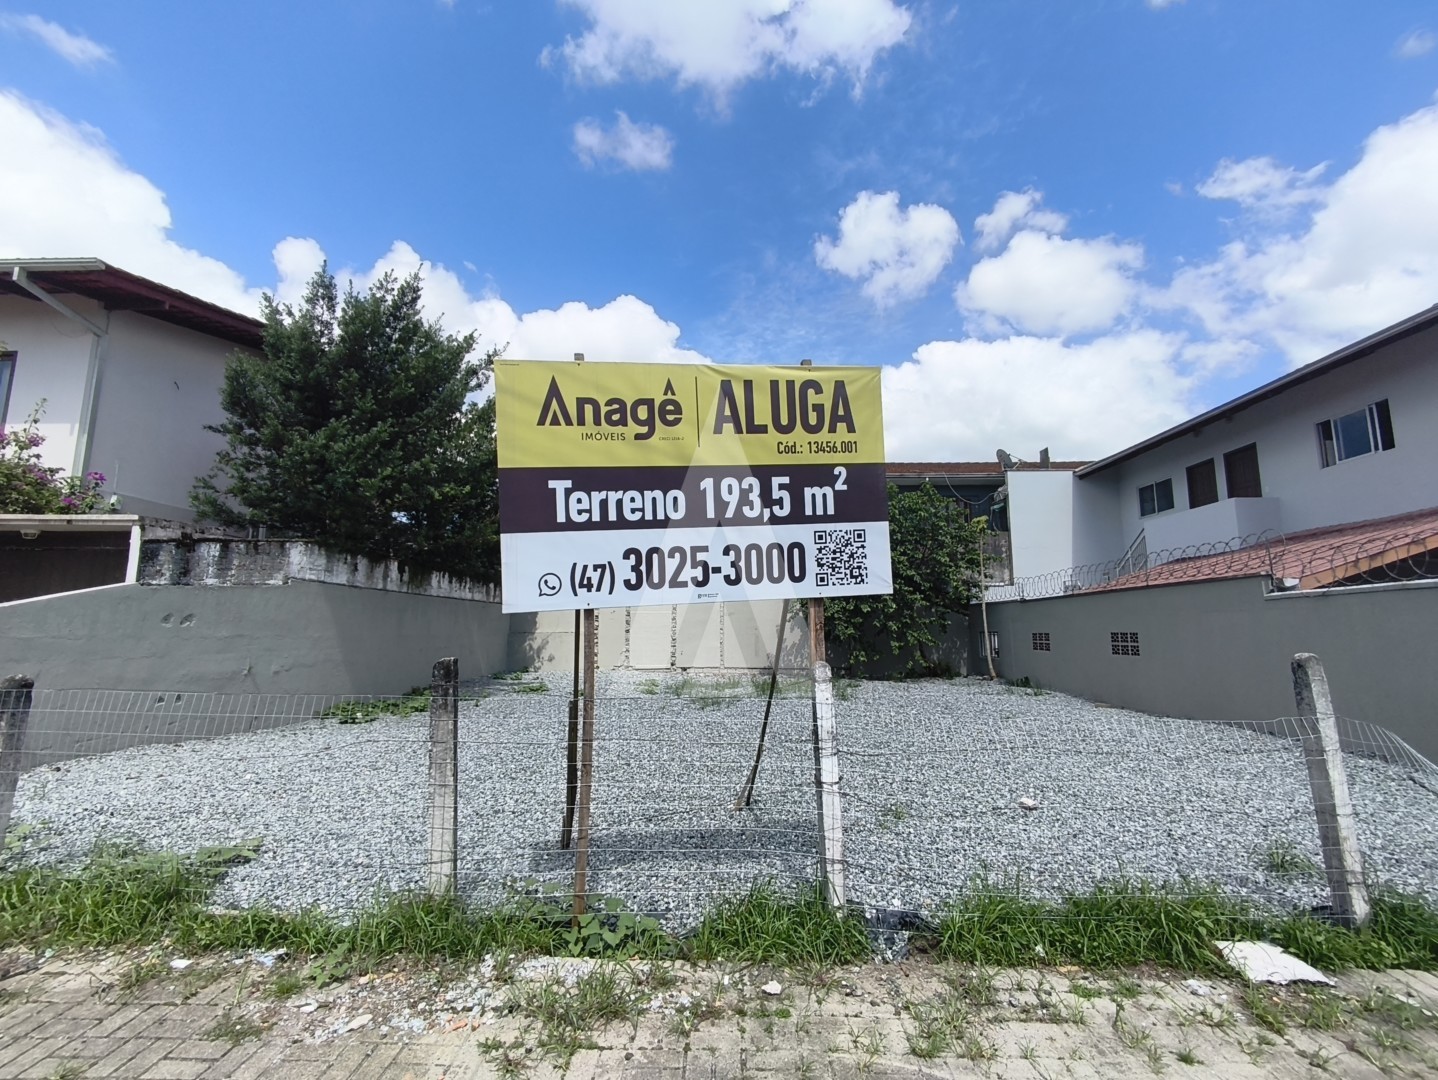 Anagê
IMÓVEIS
ALUGA
Cód.: 13456.001
Terreno 193,5 m²
(47) 3025-3000